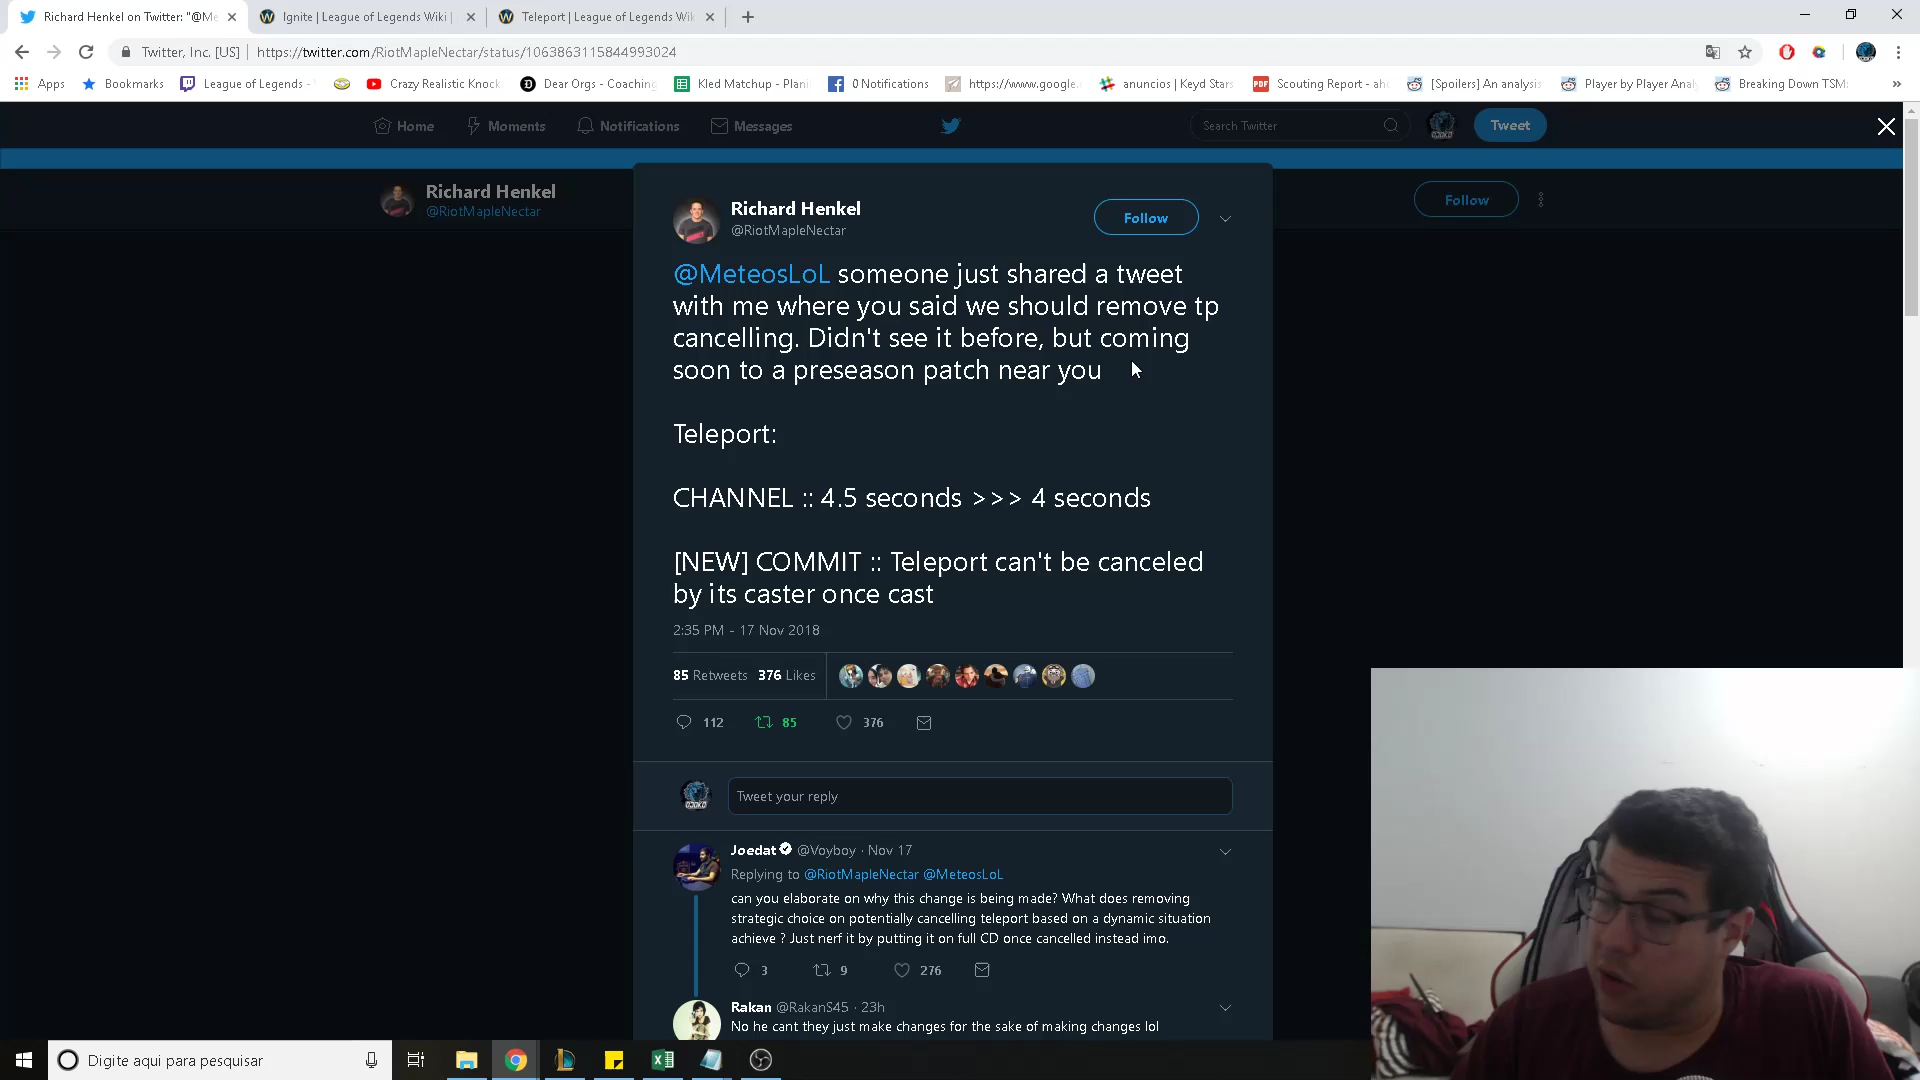 Richard Henkel on Twitter: "@Me
Ignite | League of Legends Wiki |
Teleport | League of Legends Wik
Twitter, Inc. [US] | https://twitter.com/RiotMapleNectar/status/1063863115844993024
Apps
Bookmarks
League of Legends -
Crazy Realistic Knock
Dear Orgs - Coaching
Kled Matchup - Plani
0 Notifications
https://www.google.
anuncios | Keyd Stars
PDF
Scouting Report - ah
[Spoilers] An analysis
Player by Player Anal
Breaking Down TSM
»
Home
Moments
Notifications
Messages
Search Twitter
Tweet
Richard Henkel
@RiotMapleNectar
Follow
Richard Henkel
@RiotMapleNectar
Follow
@MeteosLoL someone just shared a tweet
with me where you said we should remove tp
cancelling. Didn't see it before, but coming
soon to a preseason patch near you
Teleport:
CHANNEL :: 4.5 seconds >>> 4 seconds
[NEW] COMMIT :: Teleport can't be canceled
by its caster once cast
2:35 PM - 17 Nov 2018
85 Retweets 376 Likes
112 85 376
Tweet your reply
Joedat @Voyboy · Nov 17
Replying to @RiotMapleNectar @MeteosLoL
can you elaborate on why this change is being made? What does removing
strategic choice on potentially cancelling teleport based on a dynamic situation
achieve ? Just nerf it by putting it on full CD once cancelled instead imo.
3 9 276
Rakan @RakanS45 · 23h
No he cant they just make changes for the sake of making changes lol
Digite aqui para pesquisar